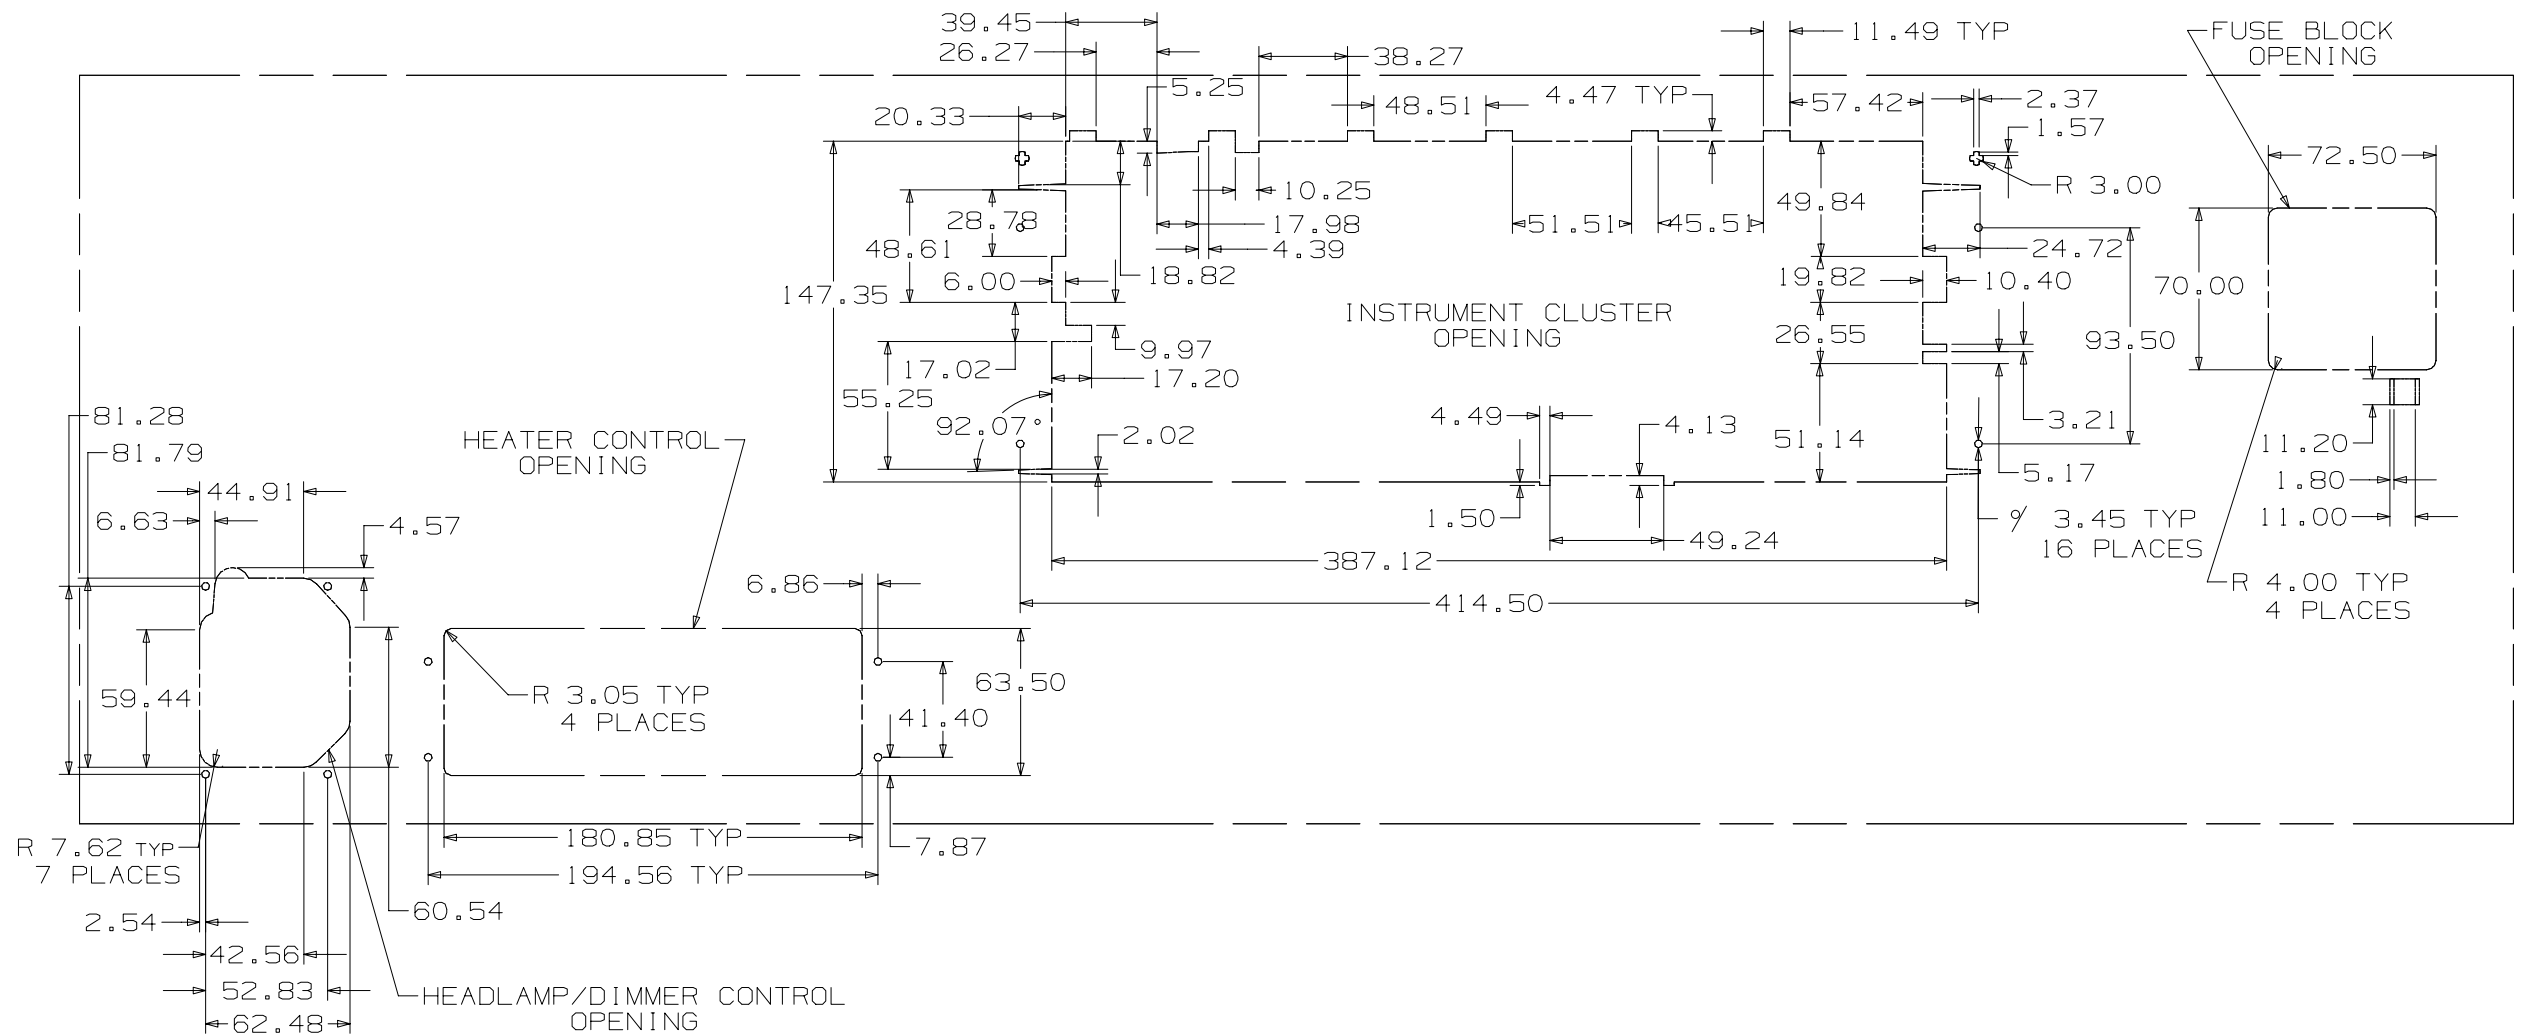 39.45
26.27
38.27
11.49 TYP
FUSE BLOCK
OPENING
5.25
48.51
4.47 TYP
57.42
2.37
20.33
1.57
72.50
R 3.00
10.25
28.78
17.98
51.51
45.51
49.84
48.61
4.39
24.72
18.82
6.00
19.82
10.40
147.35
70.00
INSTRUMENT CLUSTER
OPENING
26.55
93.50
9.97
17.02
17.20
55.25
81.28
4.49
4.13
3.21
92.07°
2.02
51.14
11.20
HEATER CONTROL
OPENING
81.79
5.17
1.80
44.91
6.63
4.57
1.50
11.00
⌀ 3.45 TYP
16 PLACES
49.24
387.12
6.86
R 4.00 TYP
4 PLACES
414.50
59.44
R 3.05 TYP
4 PLACES
63.50
41.40
180.85 TYP
7.87
R 7.62 TYP
7 PLACES
194.56 TYP
60.54
2.54
42.56
52.83
HEADLAMP/DIMMER CONTROL
OPENING
62.48